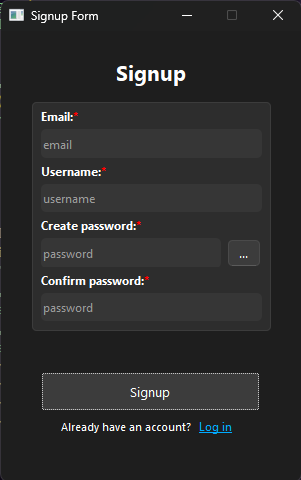 Signup Form
Signup
Email:*
email
Username:*
username
Create password:*
password ...
Confirm password:*
password
Signup
Already have an account? Log in